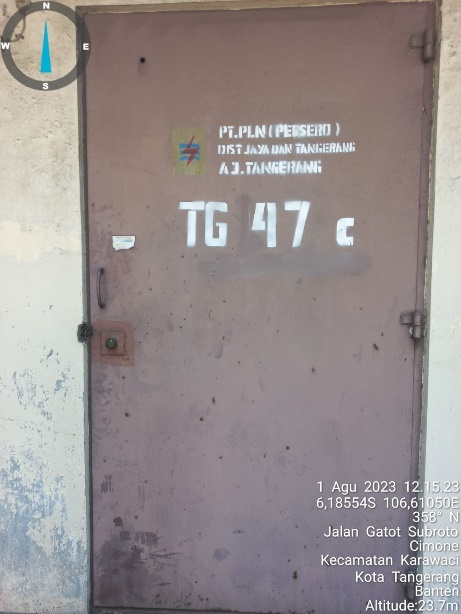 N
W E
S
PT.PLN (PERSERO)
DIST JAYA DAN TANGERANG
AJ.TANGERANG
TG 47 C
1 Agu 2023 12.15.23
6,18554S 106,61050E
358° N
Jalan Gatot Subroto
Cimone
Kecamatan Karawaci
Kota Tangerang
Banten
Altitude:23.7m